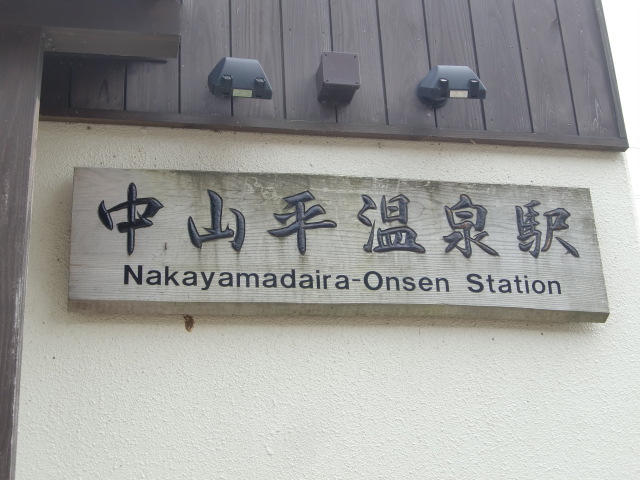 中山平温泉駅
Nakayamadaira-Onsen Station